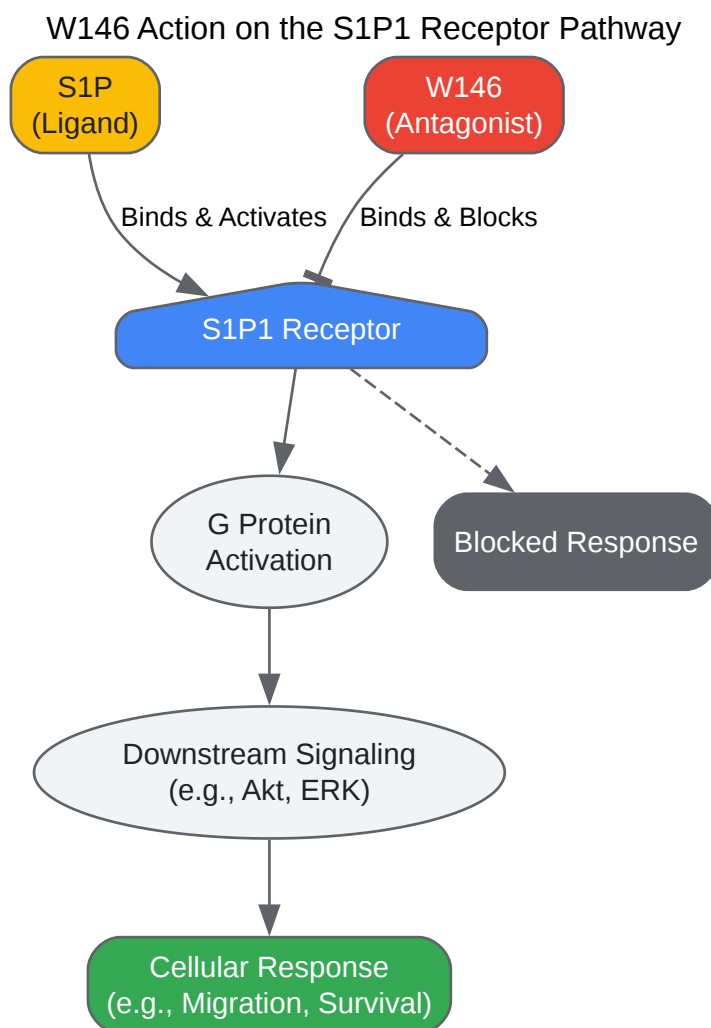 W146 Action on the S1P1 Receptor Pathway
S1P
(Ligand)
W146
(Antagonist)
Binds & Activates
Binds & Blocks
S1P1 Receptor
G Protein
Activation
Blocked Response
Downstream Signaling
(e.g., Akt, ERK)
Cellular Response
(e.g., Migration, Survival)